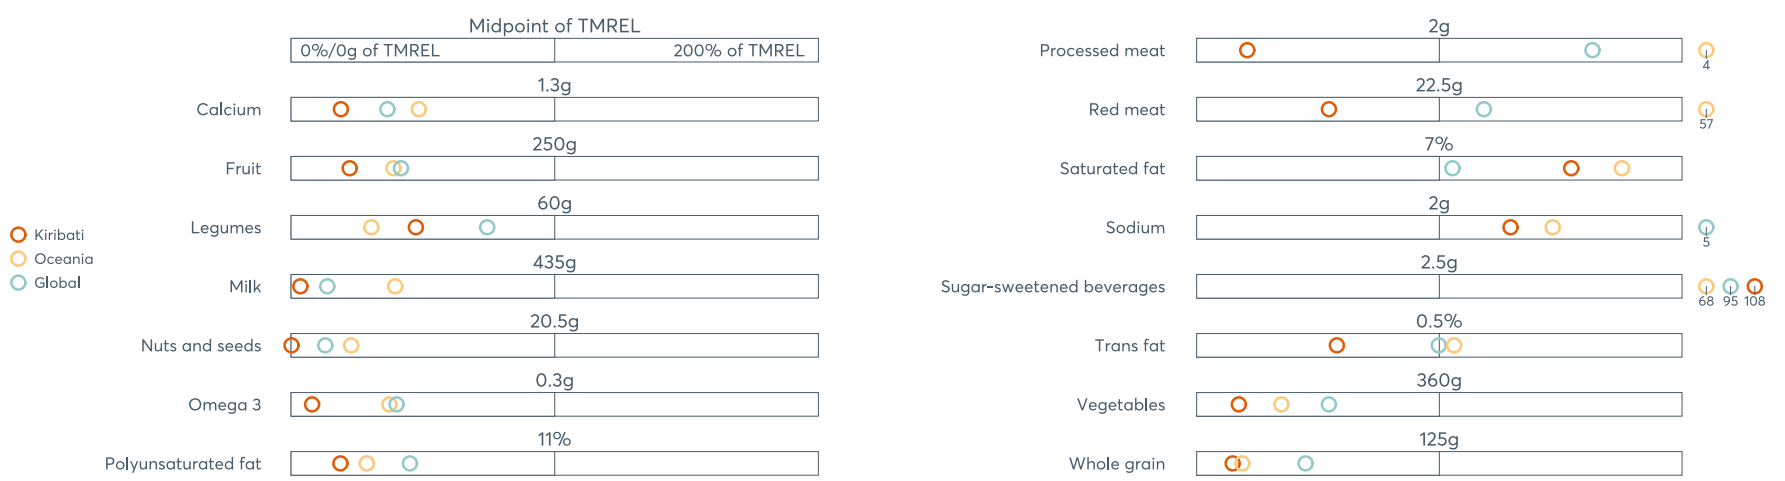 Midpoint of TMREL
0%/0g of TMREL 200% of TMREL
1.3g
Calcium
250g
Fruit
60g
Legumes
435g
Milk
20.5g
Nuts and seeds
0.3g
Omega 3
11%
Polyunsaturated fat
Kiribati
Oceania
Global
2g
Processed meat
4
22.5g
Red meat
57
7%
Saturated fat
2g
Sodium
5
2.5g
Sugar-sweetened beverages
68 95 108
0.5%
Trans fat
360g
Vegetables
125g
Whole grain